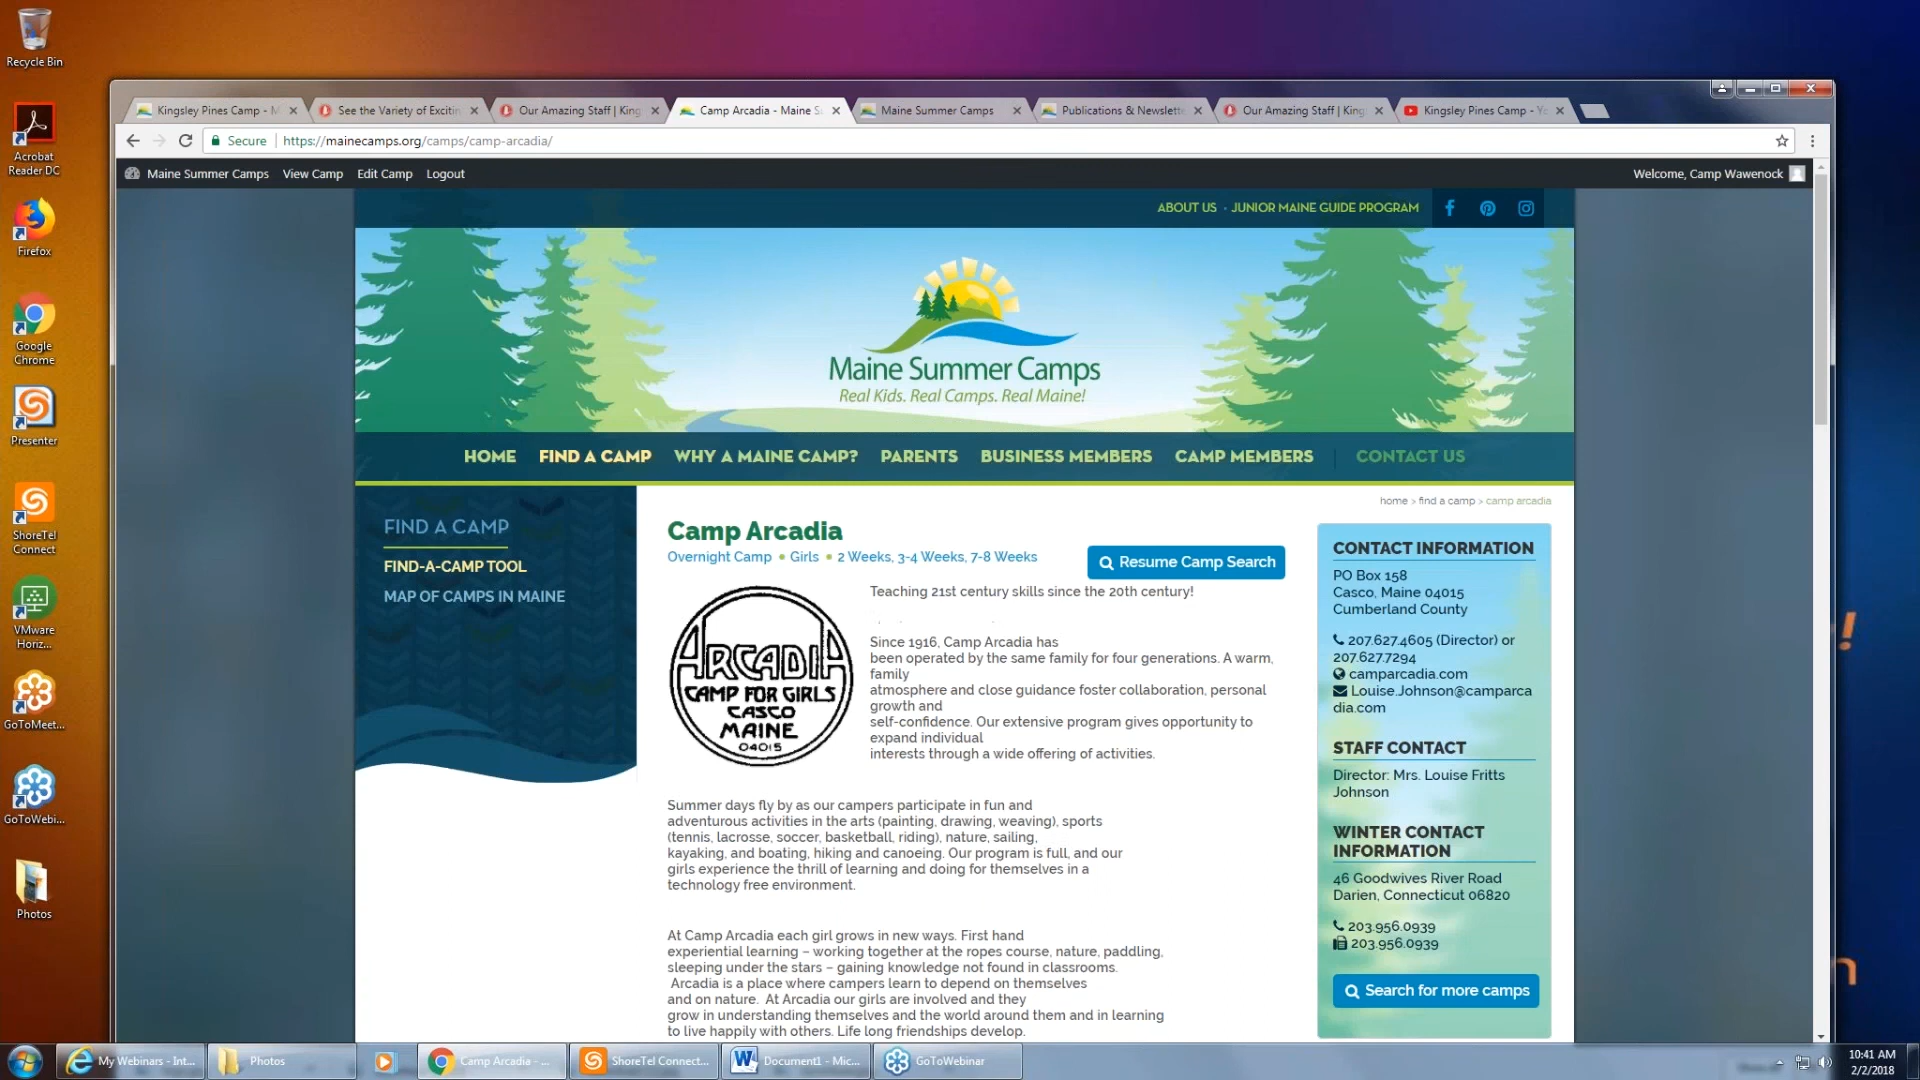 Recycle Bin
Acrobat
Reader DC
Firefox
Google
Chrome
Presenter
ShoreTel
Connect
VMware
Horiz...
GoToMeet...
GoToWebi...
Photos
Kingsley Pines Camp - M
See the Variety of Excitin
Our Amazing Staff | King
Camp Arcadia - Maine S
Maine Summer Camps
Publications & Newslette
Our Amazing Staff | King
Kingsley Pines Camp - Yo
Secure
https://mainecamps.org/camps/camp-arcadia/
Maine Summer Camps View Camp Edit Camp Logout
Welcome, Camp Wawenock
ABOUT US - JUNIOR MAINE GUIDE PROGRAM
Maine Summer Camps
Real Kids. Real Camps. Real Maine!
HOME FIND A CAMP WHY A MAINE CAMP? PARENTS BUSINESS MEMBERS CAMP MEMBERS CONTACT US
FIND A CAMP
FIND-A-CAMP TOOL
MAP OF CAMPS IN MAINE
home > find a camp > camp arcadia
Camp Arcadia
Overnight Camp • Girls • 2 Weeks, 3-4 Weeks, 7-8 Weeks
Resume Camp Search
ARCADIA
CAMP FOR GIRLS
CASCO
MAINE
04015
Teaching 21st century skills since the 20th century!
Since 1916, Camp Arcadia has
been operated by the same family for four generations. A warm,
family
atmosphere and close guidance foster collaboration, personal
growth and
self-confidence. Our extensive program gives opportunity to
expand individual
interests through a wide offering of activities.
Summer days fly by as our campers participate in fun and
adventurous activities in the arts (painting, drawing, weaving), sports
(tennis, lacrosse, soccer, basketball, riding), nature, sailing,
kayaking, and boating, hiking and canoeing. Our program is full, and our
girls experience the thrill of learning and doing for themselves in a
technology free environment.
At Camp Arcadia each girl grows in new ways. First hand
experiential learning – working together at the ropes course, nature, paddling,
sleeping under the stars – gaining knowledge not found in classrooms.
Arcadia is a place where campers learn to depend on themselves
and on nature. At Arcadia our girls are involved and they
grow in understanding themselves and the world around them and in learning
to live happily with others. Life long friendships develop.
CONTACT INFORMATION
PO Box 158
Casco, Maine 04015
Cumberland County
207.627.4605 (Director) or
207.627.7294
camparcadia.com
Louise.Johnson@camparca
dia.com
STAFF CONTACT
Director: Mrs. Louise Fritts
Johnson
WINTER CONTACT
INFORMATION
46 Goodwives River Road
Darien, Connecticut 06820
203.956.0939
203.956.0939
Search for more camps
My Webinars - Int...
Photos
Camp Arcadia - ...
ShoreTel Connect...
Document1 - Mic...
GoToWebinar
10:41 AM
2/2/2018